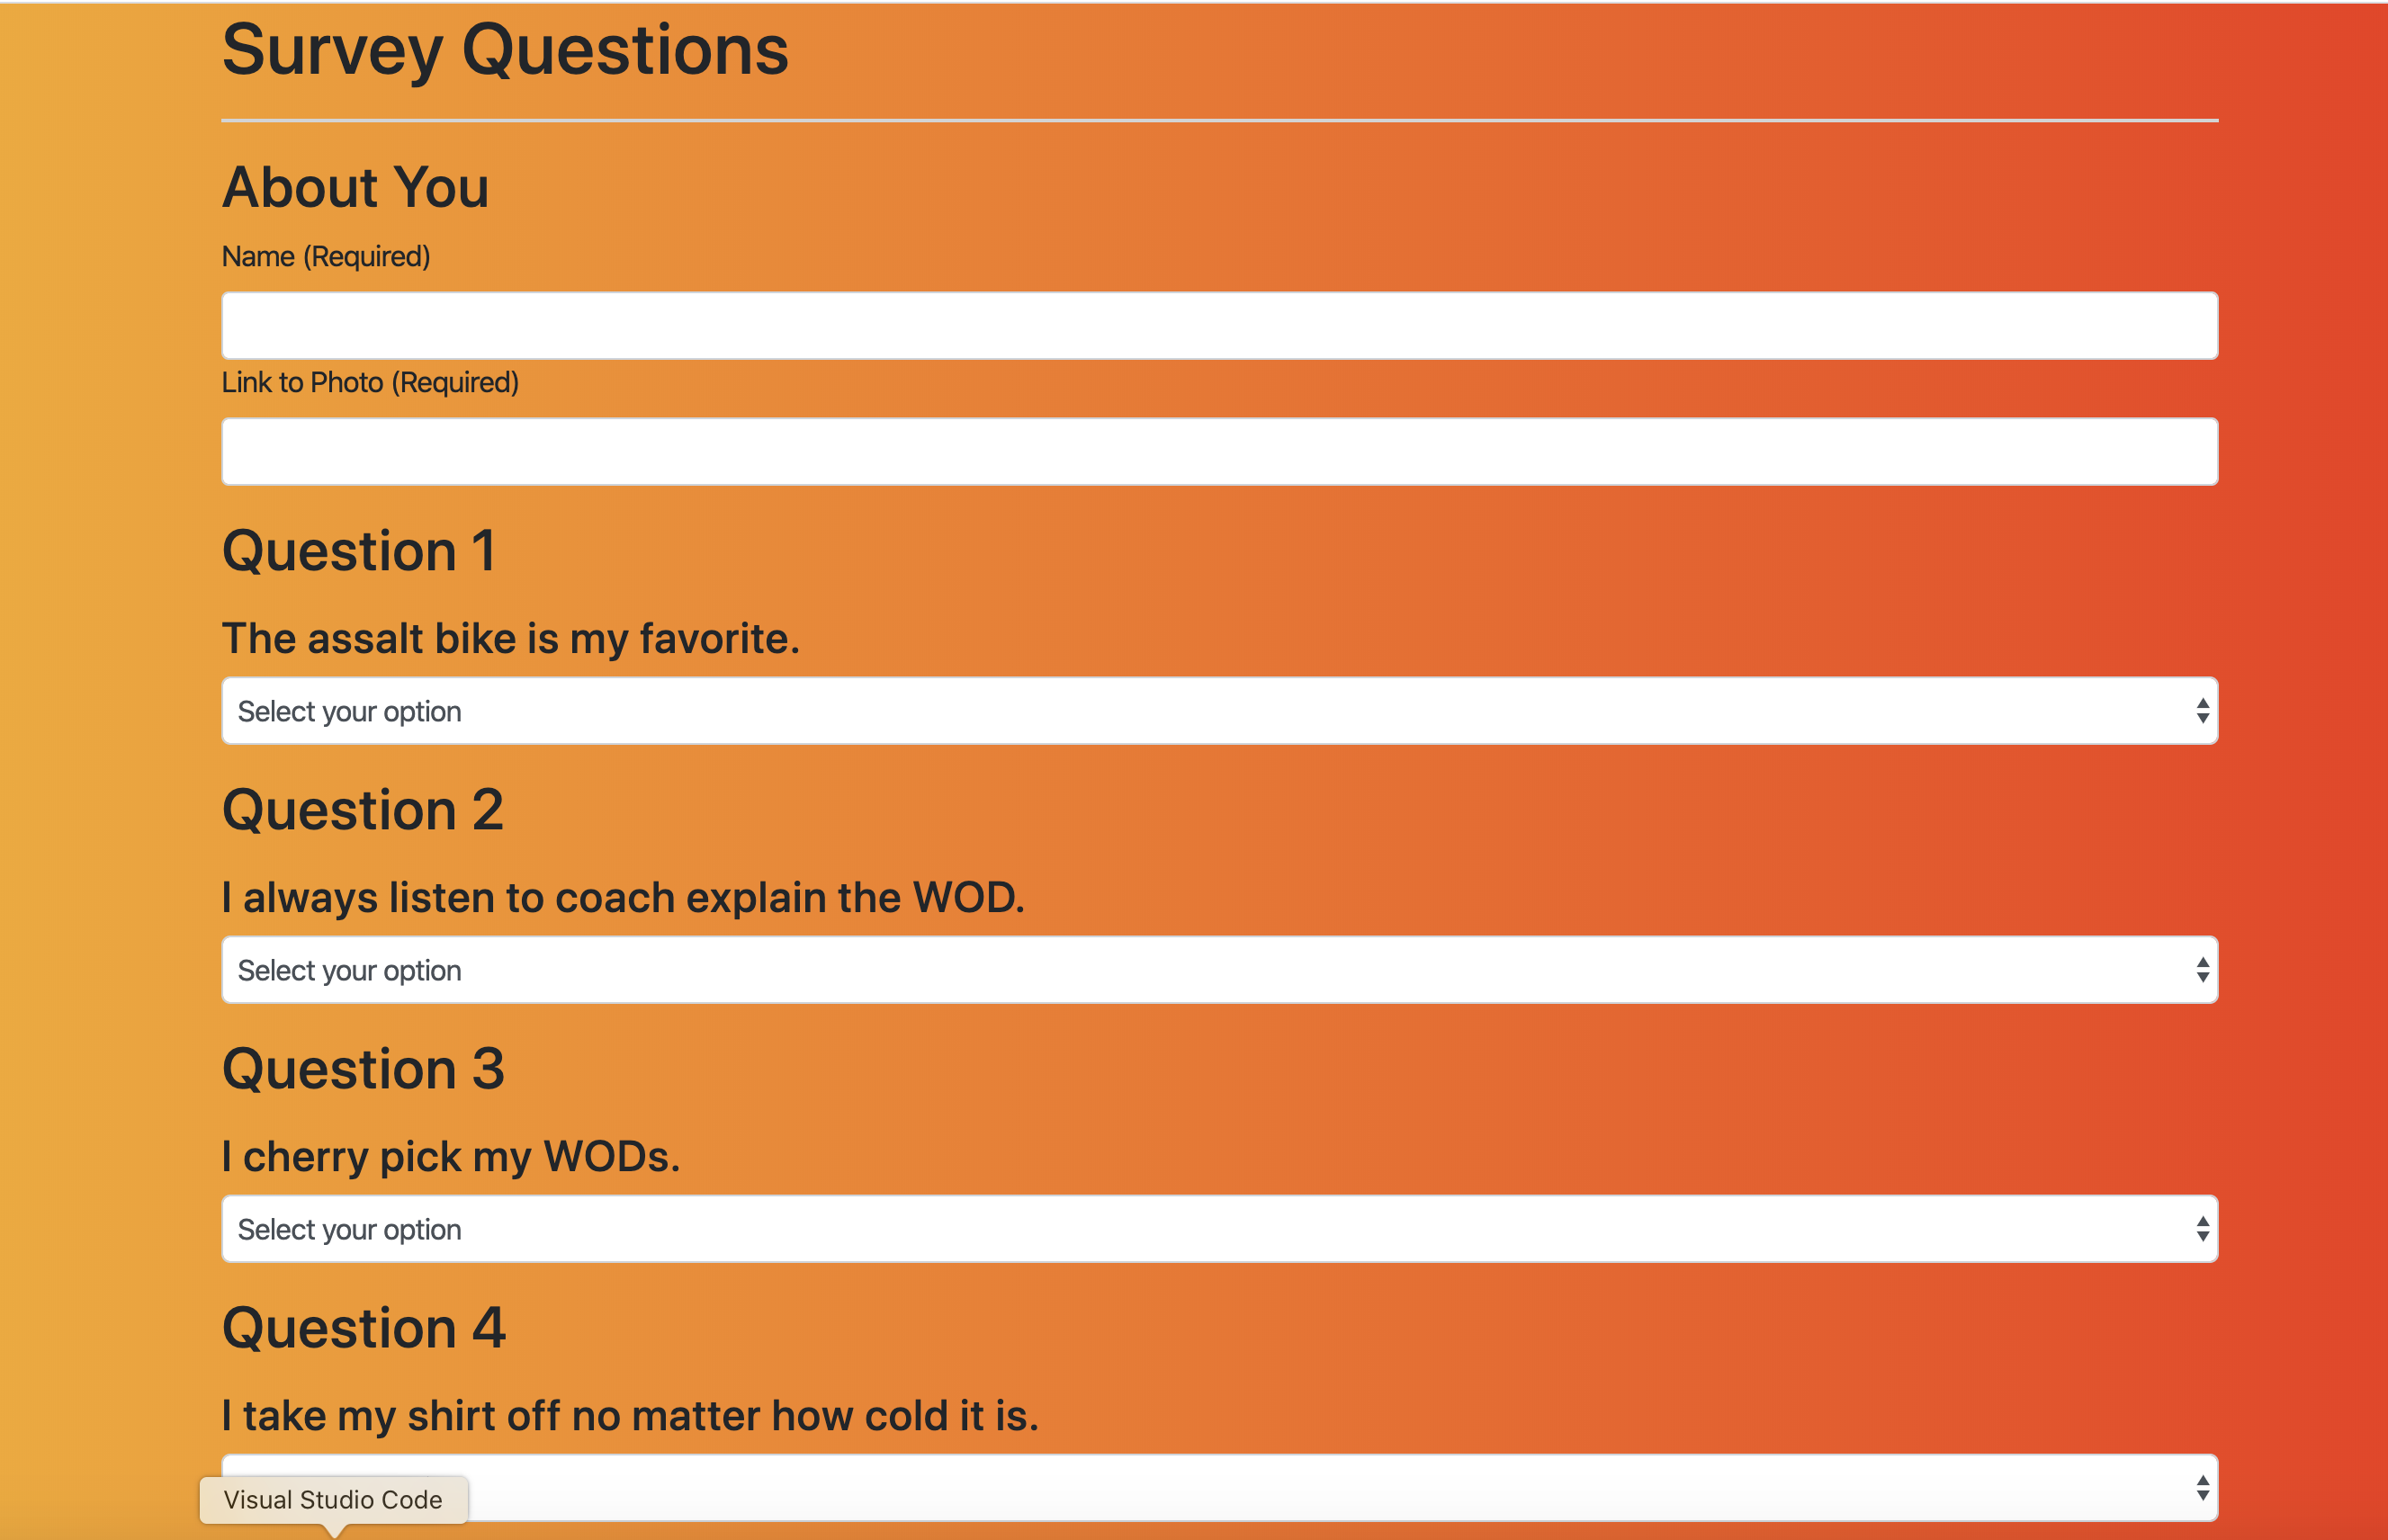 Survey Questions
About You
Name (Required)
Link to Photo (Required)
Question 1
The assalt bike is my favorite.
Select your option
Question 2
I always listen to coach explain the WOD.
Select your option
Question 3
I cherry pick my WODs.
Select your option
Question 4
I take my shirt off no matter how cold it is.
Visual Studio Code